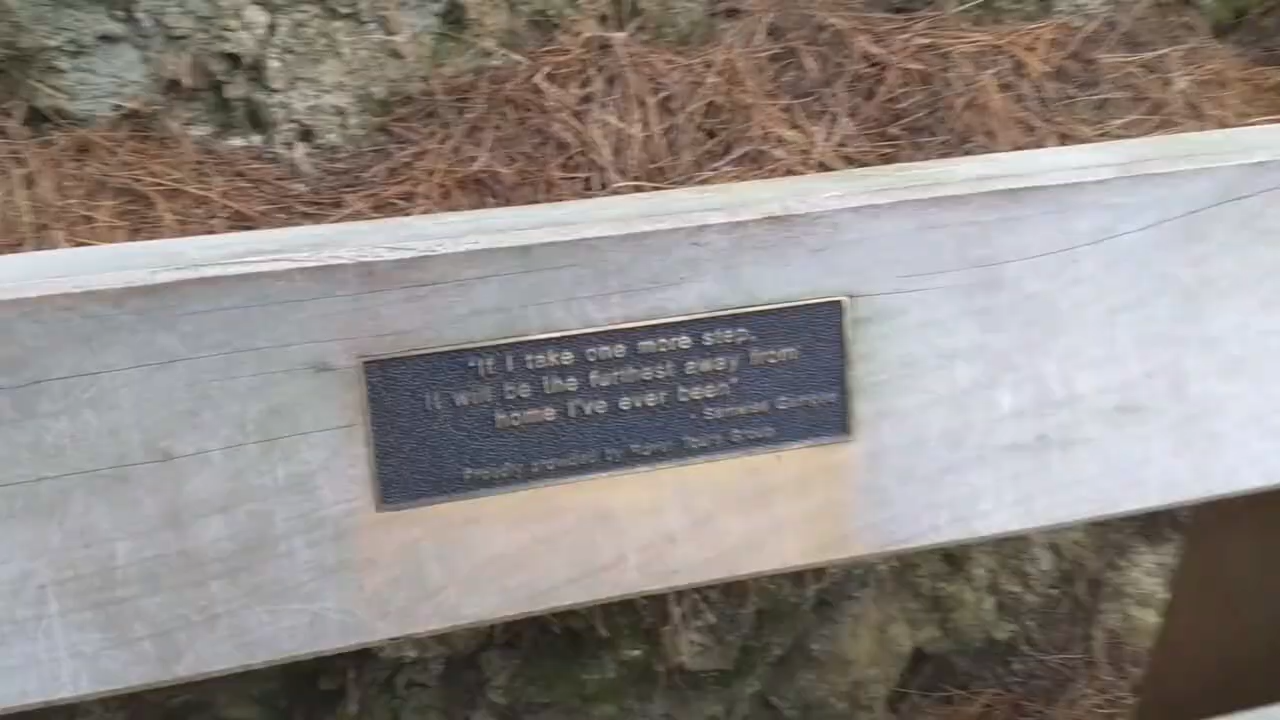 "If I take one more step,
it will be the furthest away from
home I've ever been"
- Samwise Gamgee
Proudly provided by